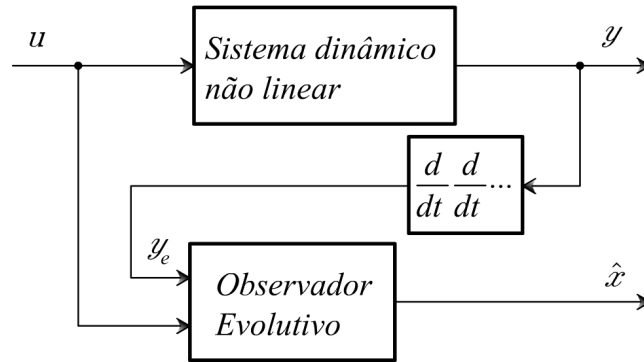 u
Sistema dinâmico
não linear
y
d/dt d/dt ...
y_e
Observador
Evolutivo
x̂